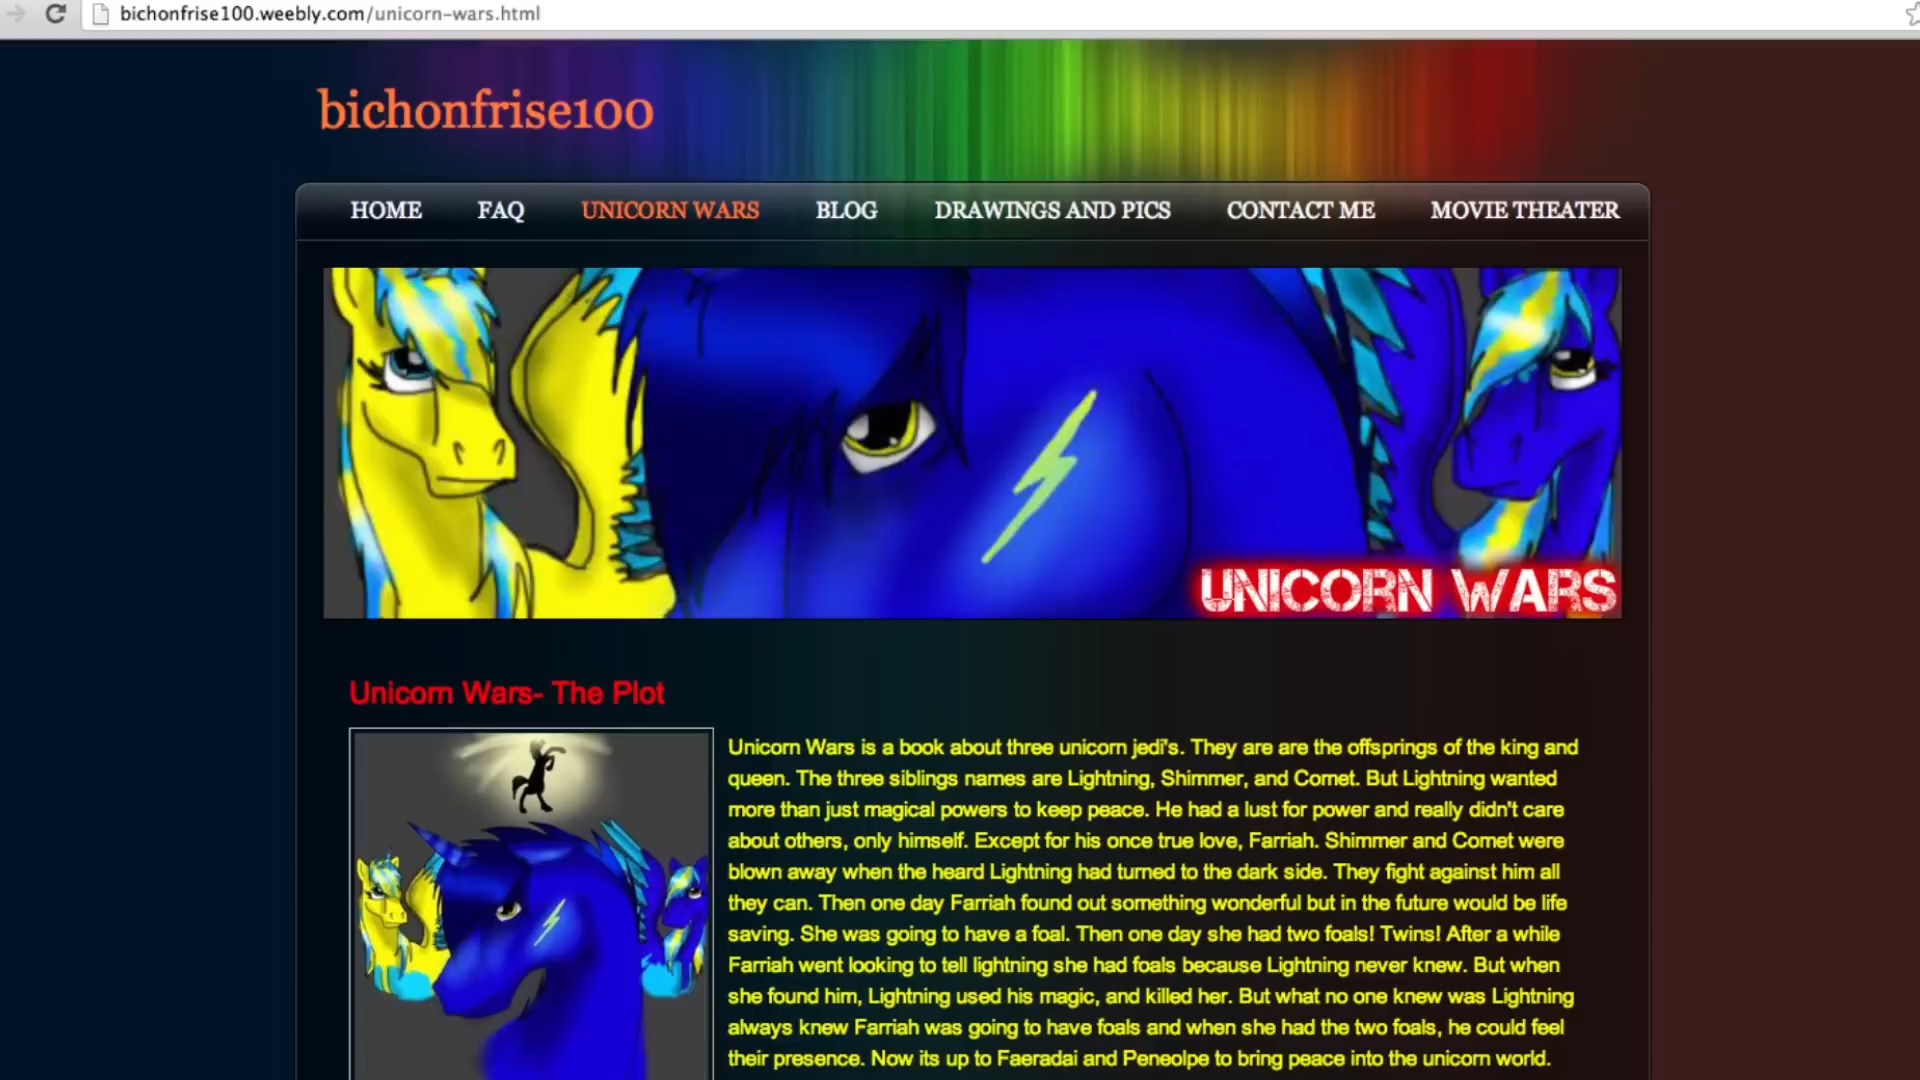 bichonfrise100.weebly.com/unicorn-wars.html
bichonfrise100
HOME FAQ UNICORN WARS BLOG DRAWINGS AND PICS CONTACT ME MOVIE THEATER
UNICORN WARS
Unicorn Wars- The Plot
Unicorn Wars is a book about three unicorn jedi's. They are are the offsprings of the king and
queen. The three siblings names are Lightning, Shimmer, and Comet. But Lightning wanted
more than just magical powers to keep peace. He had a lust for power and really didn't care
about others, only himself. Except for his once true love, Farriah. Shimmer and Comet were
blown away when the heard Lightning had turned to the dark side. They fight against him all
they can. Then one day Farriah found out something wonderful but in the future would be life
saving. She was going to have a foal. Then one day she had two foals! Twins! After a while
Farriah went looking to tell lightning she had foals because Lightning never knew. But when
she found him, Lightning used his magic, and killed her. But what no one knew was Lightning
always knew Farriah was going to have foals and when she had the two foals, he could feel
their presence. Now its up to Faeradai and Peneolpe to bring peace into the unicorn world.